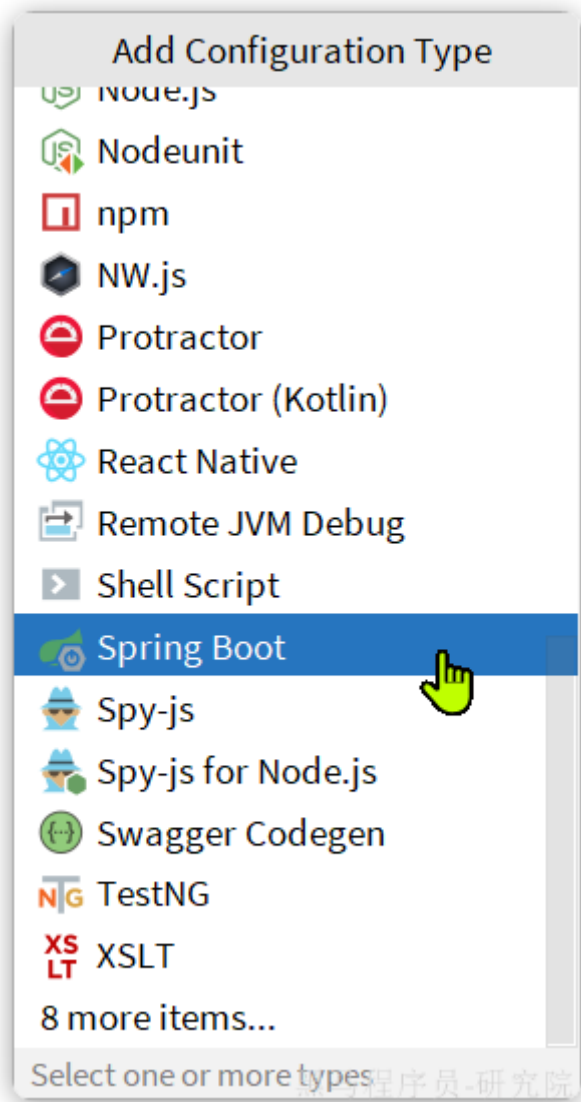 Add Configuration Type
Node.js
Nodeunit
npm
NW.js
Protractor
Protractor (Kotlin)
React Native
Remote JVM Debug
Shell Script
Spring Boot
Spy-js
Spy-js for Node.js
Swagger Codegen
TestNG
XSLT
8 more items...
Select one or more types
黑马程序员-研究院